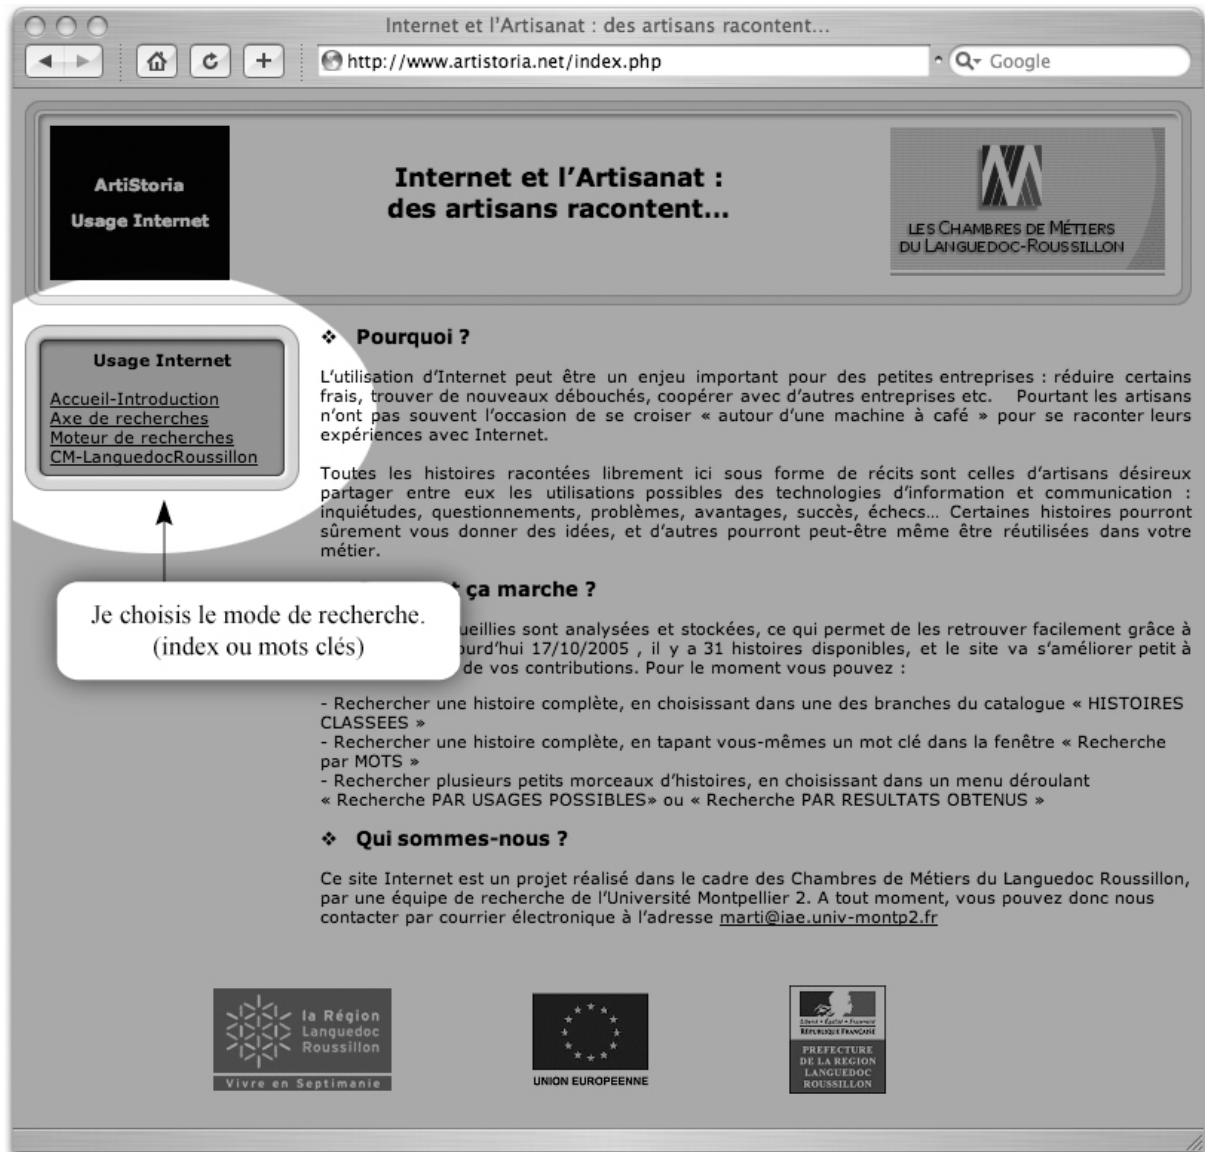 Internet et l'Artisanat : des artisans racontent...
http://www.artistoria.net/index.php
Google
ArtiStoria
Usage Internet
Internet et l'Artisanat :
des artisans racontent...
LES CHAMBRES DE MÉTIERS
DU LANGUEDOC-ROUSSILLON
Usage Internet
Accueil-Introduction
Axe de recherches
Moteur de recherches
CM-LanguedocRoussillon
Je choisis le mode de recherche.
(index ou mots clés)
❖ Pourquoi ?
L'utilisation d'Internet peut être un enjeu important pour des petites entreprises : réduire certains
frais, trouver de nouveaux débouchés, coopérer avec d'autres entreprises etc. Pourtant les artisans
n'ont pas souvent l'occasion de se croiser « autour d'une machine à café » pour se raconter leurs
expériences avec Internet.
Toutes les histoires racontées librement ici sous forme de récits sont celles d'artisans désireux
partager entre eux les utilisations possibles des technologies d'information et communication :
inquiétudes, questionnements, problèmes, avantages, succès, échecs... Certaines histoires pourront
sûrement vous donner des idées, et d'autres pourront peut-être même être réutilisées dans votre
métier.
ça marche ?
sont analysées et stockées, ce qui permet de les retrouver facilement grâce à
17/10/2005 , il y a 31 histoires disponibles, et le site va s'améliorer petit à
de vos contributions. Pour le moment vous pouvez :
- Rechercher une histoire complète, en choisissant dans une des branches du catalogue « HISTOIRES
CLASSEES »
- Rechercher une histoire complète, en tapant vous-mêmes un mot clé dans la fenêtre « Recherche
par MOTS »
- Rechercher plusieurs petits morceaux d'histoires, en choisissant dans un menu déroulant
« Recherche PAR USAGES POSSIBLES» ou « Recherche PAR RESULTATS OBTENUS »
❖ Qui sommes-nous ?
Ce site Internet est un projet réalisé dans le cadre des Chambres de Métiers du Languedoc Roussillon,
par une équipe de recherche de l'Université Montpellier 2. A tout moment, vous pouvez donc nous
contacter par courrier électronique à l'adresse marti@iae.univ-montp2.fr
la Région
Languedoc
Roussillon
Vivre en Septimanie
UNION EUROPEENNE
Liberté • Égalité • Fraternité
RÉPUBLIQUE FRANÇAISE
PREFECTURE
DE LA REGION
LANGUEDOC
ROUSSILLON